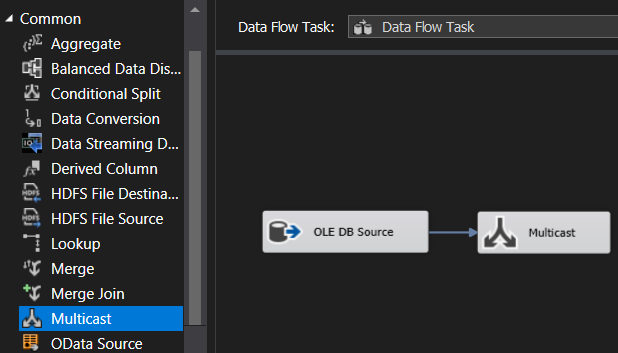 Common
Aggregate
Balanced Data Dis...
Conditional Split
Data Conversion
Data Streaming D...
Derived Column
HDFS File Destina...
HDFS File Source
Lookup
Merge
Merge Join
Multicast
OData Source
Data Flow Task: Data Flow Task
OLE DB Source
Multicast